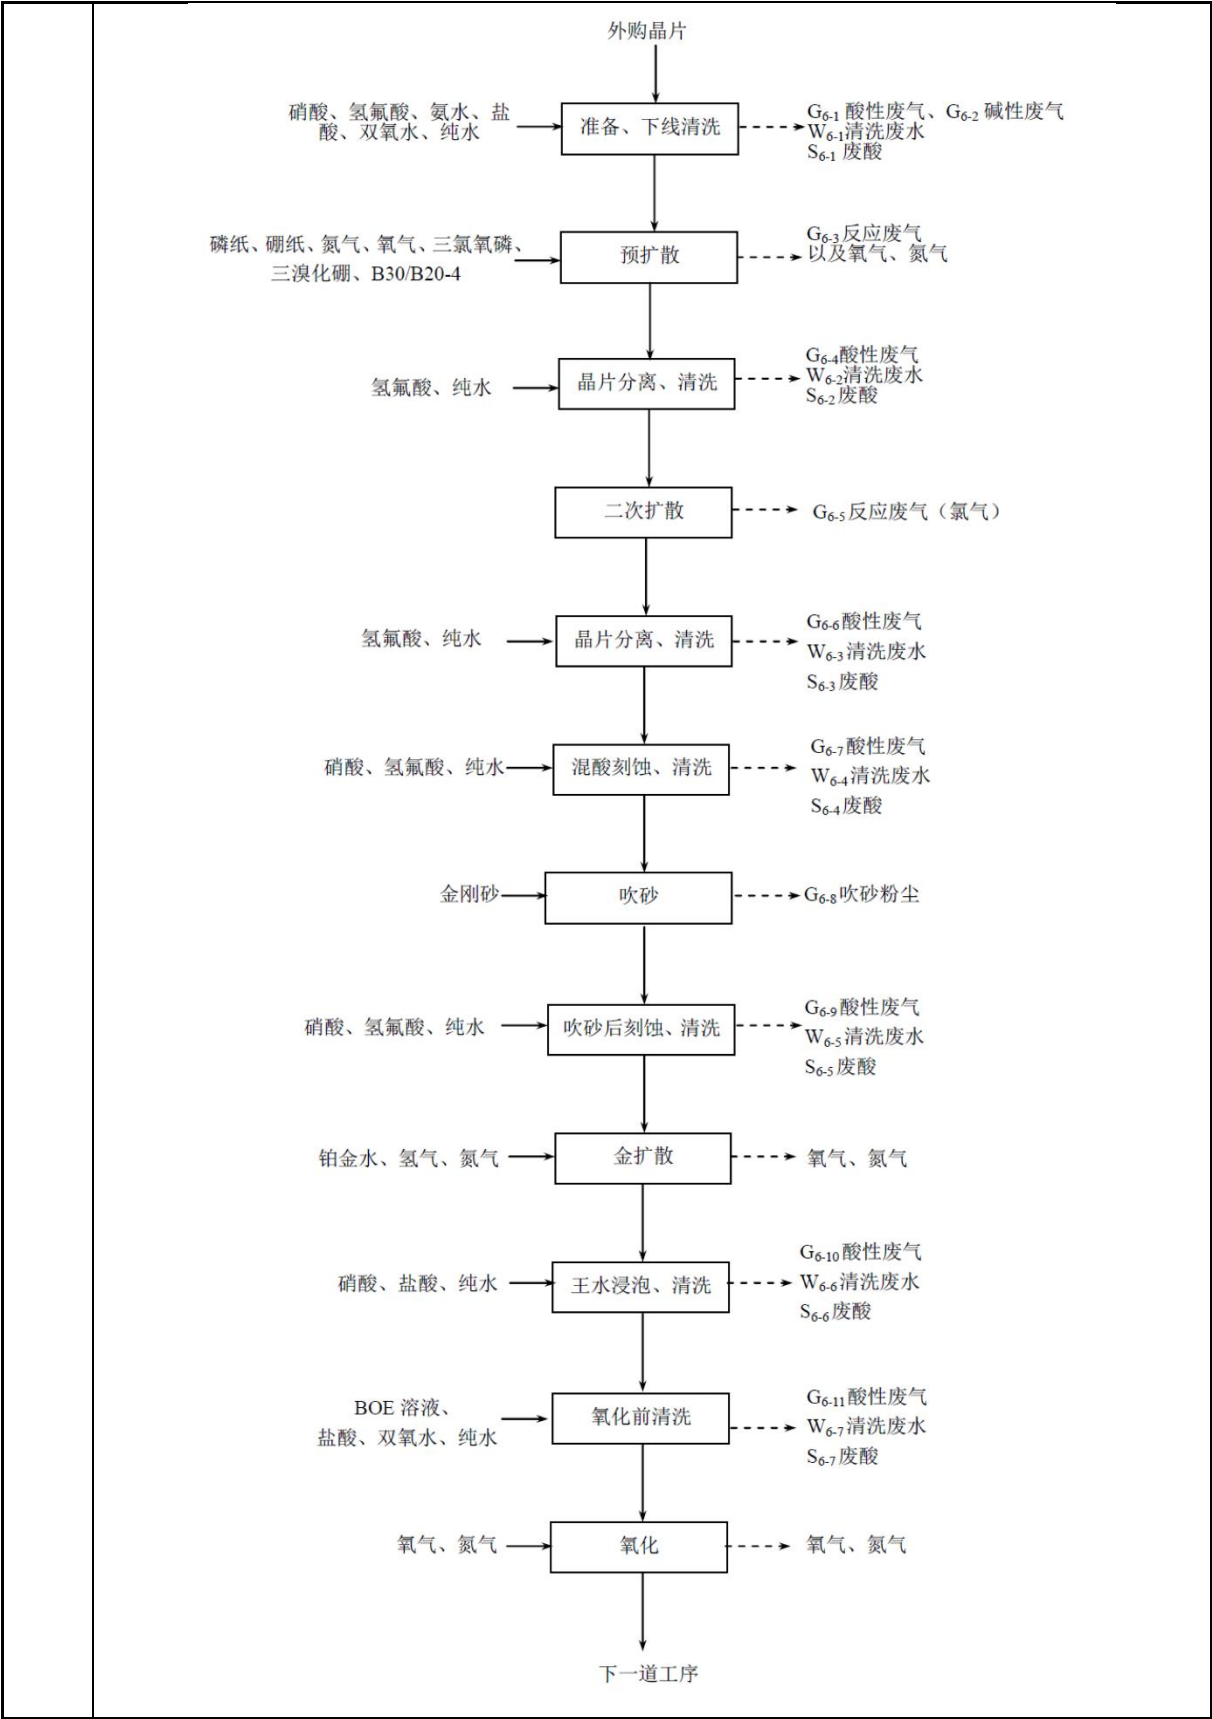 外购晶片
硝酸、氢氟酸、氨水、盐
酸、双氧水、纯水
准备、下线清洗
G6-1 酸性废气、G6-2 碱性废气
W6-1清洗废水
S6-1 废酸
磷纸、硼纸、氮气、氧气、三氯氧磷、
三溴化硼、B30/B20-4
预扩散
G6-3反应废气
以及氧气、氮气
氢氟酸、纯水
晶片分离、清洗
G6-4酸性废气
W6-2清洗废水
S6-2废酸
二次扩散
G6-5反应废气（氯气）
氢氟酸、纯水
晶片分离、清洗
G6-6酸性废气
W6-3清洗废水
S6-3废酸
硝酸、氢氟酸、纯水
混酸刻蚀、清洗
G6-7酸性废气
W6-4清洗废水
S6-4废酸
金刚砂
吹砂
G6-8吹砂粉尘
硝酸、氢氟酸、纯水
吹砂后刻蚀、清洗
G6-9酸性废气
W6-5清洗废水
S6-5废酸
铂金水、氢气、氮气
金扩散
氧气、氮气
硝酸、盐酸、纯水
王水浸泡、清洗
G6-10酸性废气
W6-6清洗废水
S6-6废酸
BOE 溶液、
盐酸、双氧水、纯水
氧化前清洗
G6-11酸性废气
W6-7清洗废水
S6-7废酸
氧气、氮气
氧化
氧气、氮气
下一道工序